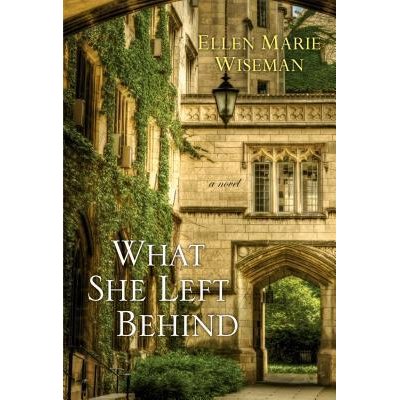 ELLEN MARIE
WISEMAN
a novel
WHAT
SHE LEFT
BEHIND